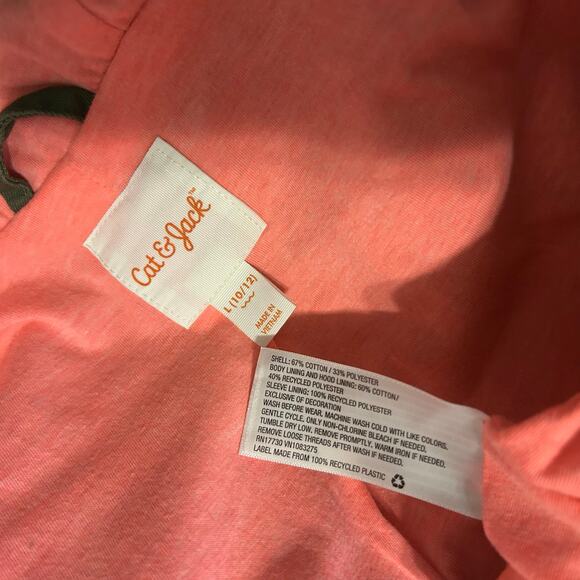 Cat & Jack™
L (10/12)
MADE IN
VIETNAM
SHELL: 67% COTTON / 33% POLYESTER
BODY LINING AND HOOD LINING: 60% COTTON/
40% RECYCLED POLYESTER
SLEEVE LINING: 100% RECYCLED POLYESTER
EXCLUSIVE OF DECORATION
WASH BEFORE WEAR. MACHINE WASH COLD WITH LIKE COLORS.
GENTLE CYCLE. ONLY NON-CHLORINE BLEACH IF NEEDED.
TUMBLE DRY LOW. REMOVE PROMPTLY. WARM IRON IF NEEDED.
REMOVE LOOSE THREADS AFTER WASH IF NEEDED.
RN17730 VN1083275
LABEL MADE FROM 100% RECYCLED PLASTIC